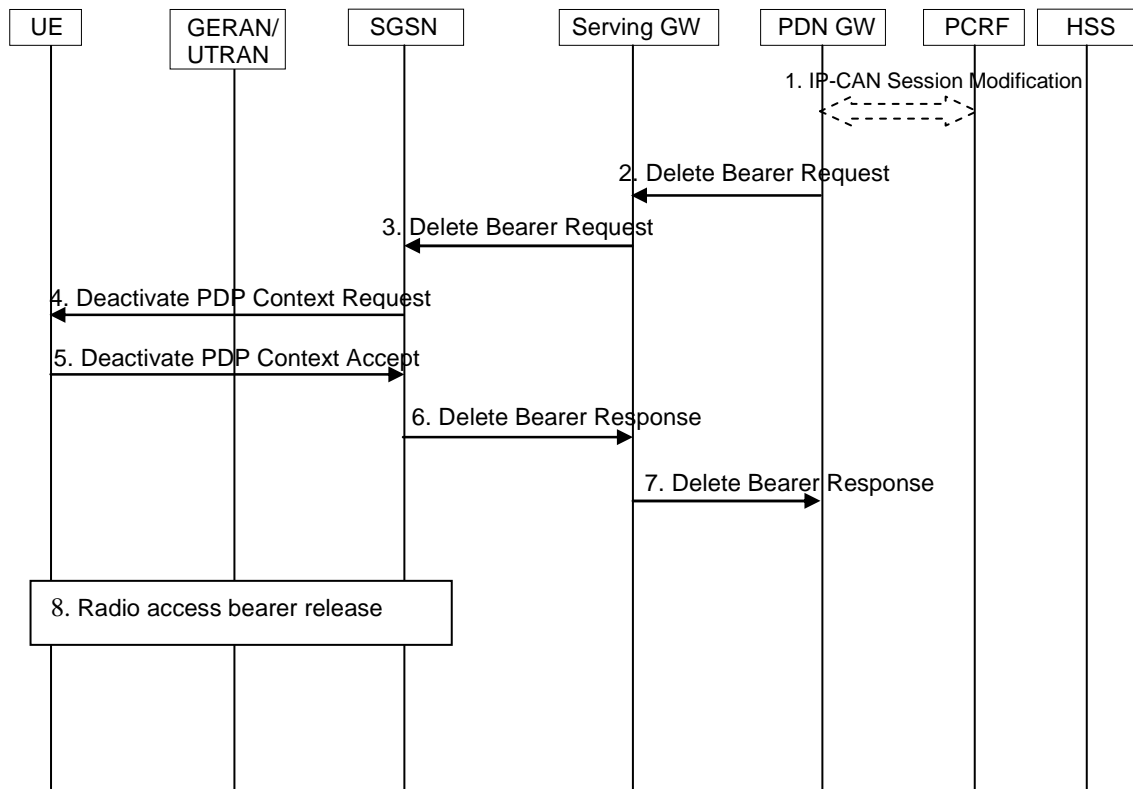 UE
GERAN/
UTRAN
SGSN
Serving GW
PDN GW
PCRF
HSS
1. IP-CAN Session Modification
2. Delete Bearer Request
3. Delete Bearer Request
4. Deactivate PDP Context Request
5. Deactivate PDP Context Accept
6. Delete Bearer Response
7. Delete Bearer Response
8. Radio access bearer release